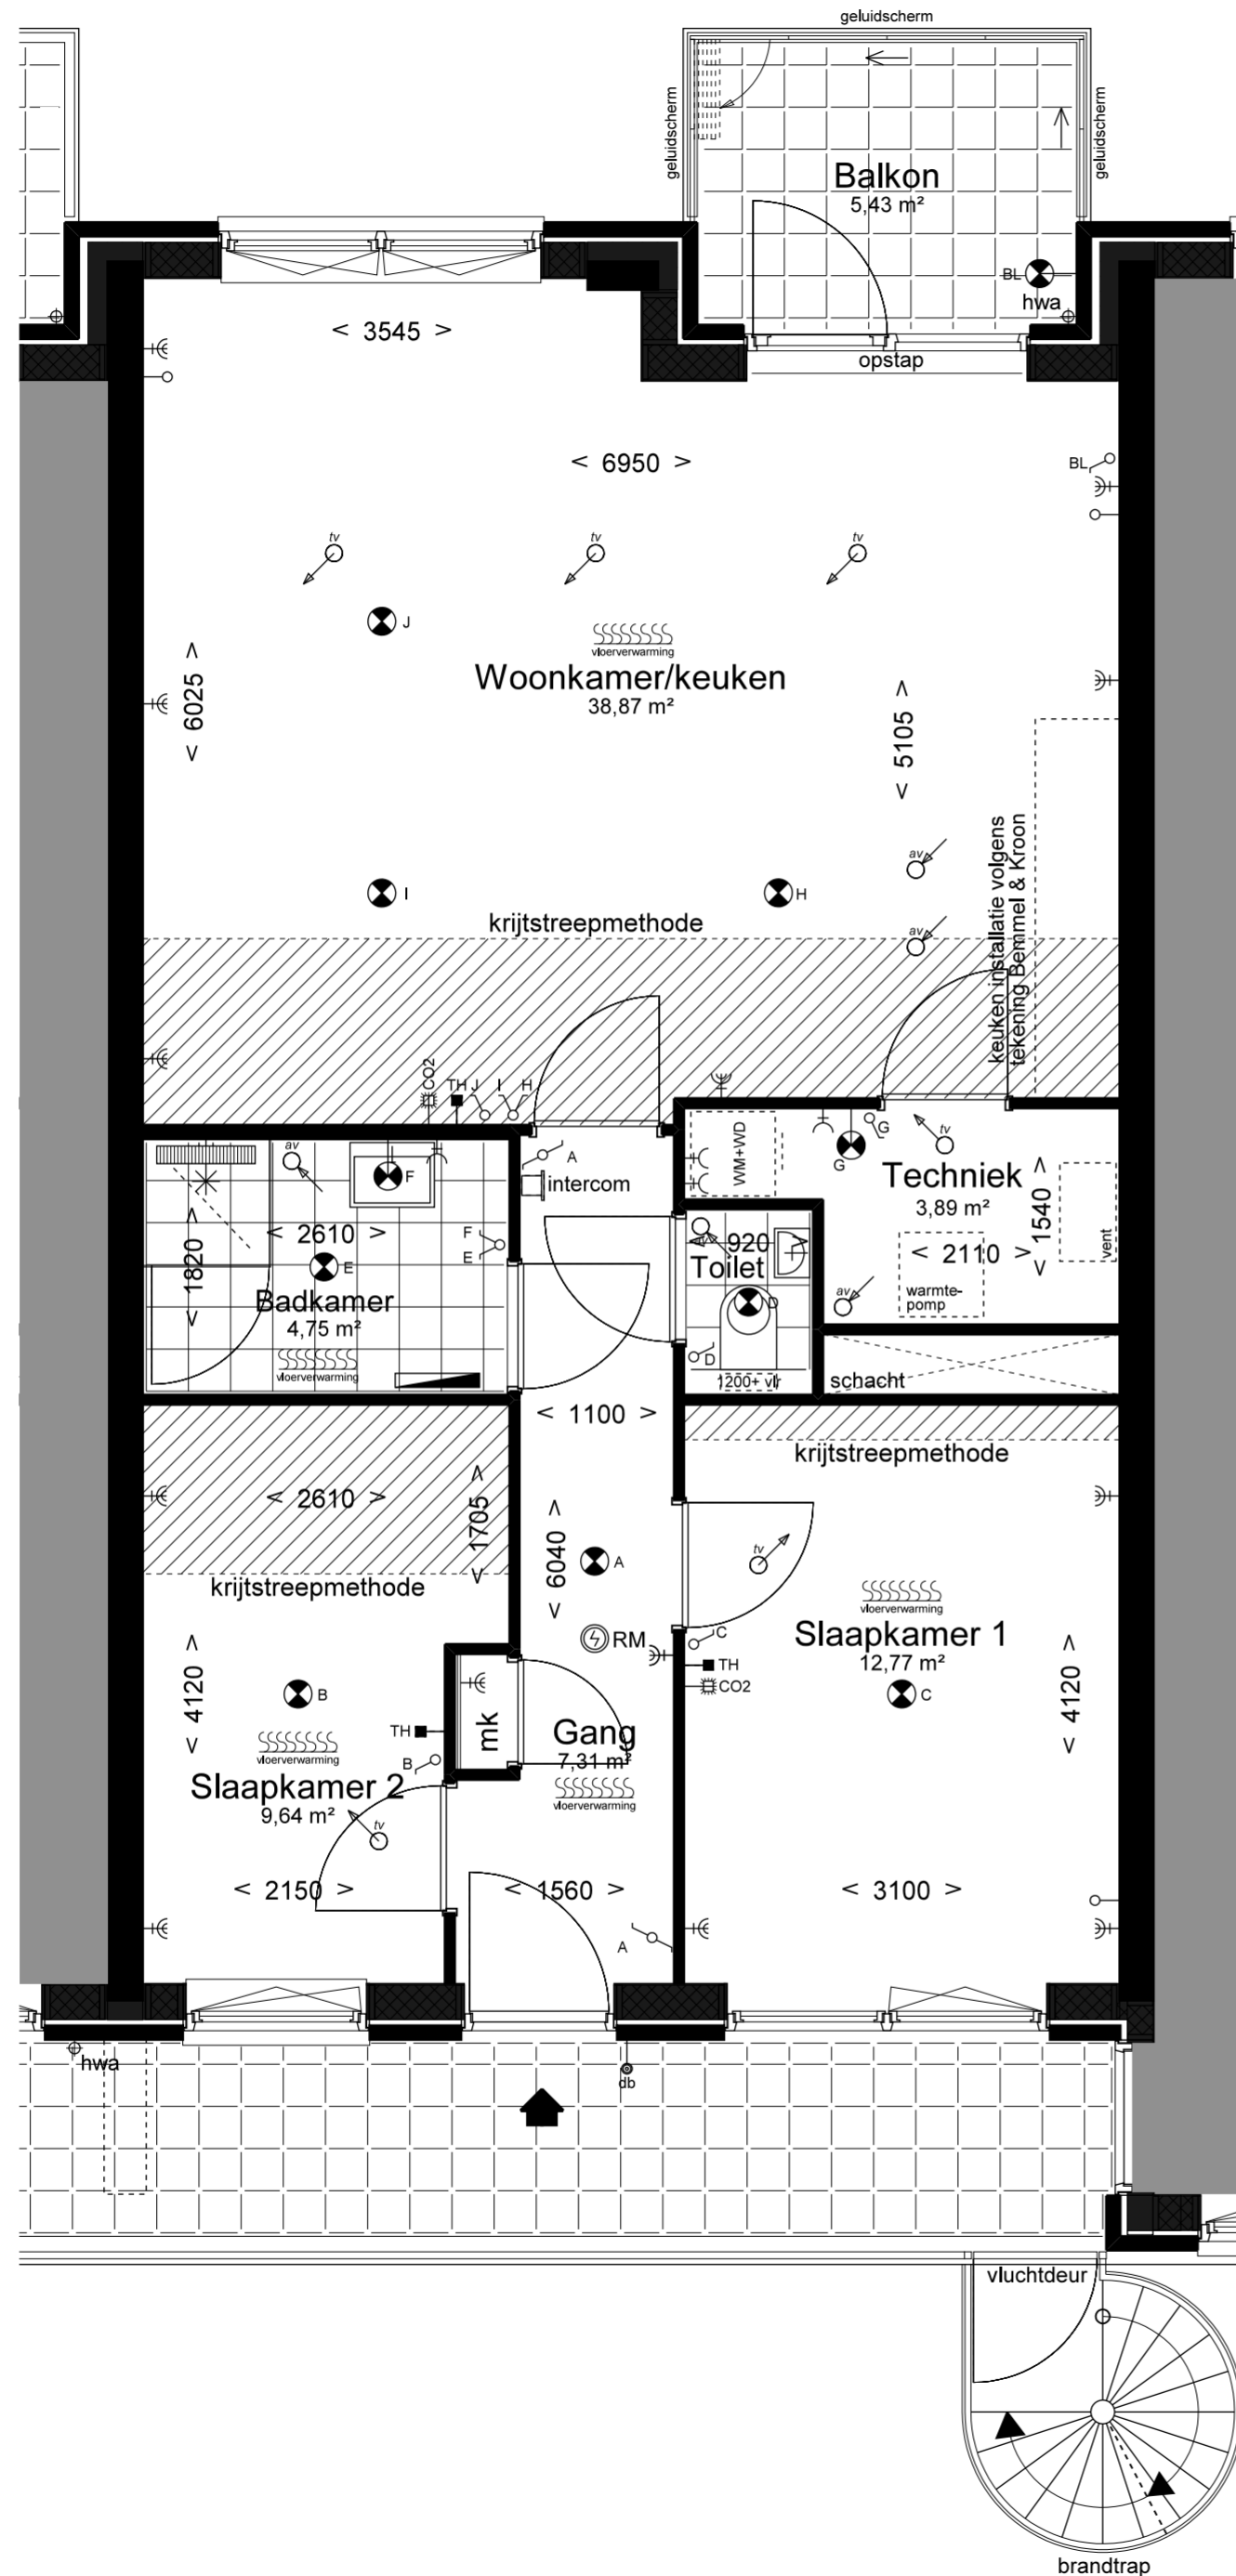 geluidscherm
geluidscherm
geluidscherm
Balkon
5,43 m²
BL
hwa
opstap
< 3545 >
< 6950 >
BL
tv
tv
tv
J
vloerverwarming
Woonkamer/keuken
38,87 m²
< 6025 >
< 5105 >
keuken installatie volgens
tekening Bemmel & Kroon
av
I
H
krijtstreepmethode
av
CO2
TH
J
I
H
A
intercom
av
F
F
E
< 2610 >
< 1820 >
E
Badkamer
4,75 m²
vloerverwarming
WM+WD
G
G
tv
Techniek
3,89 m²
< 1540 >
vent
< 2110 >
warmte-
pomp
av
av
< 920 >
Toilet
D
D
1200+ vlr
schacht
< 1100 >
krijtstreepmethode
< 2610 >
< 1705 >
krijtstreepmethode
< 6040 >
A
tv
RM
C
TH
CO2
vloerverwarming
Slaapkamer 1
12,77 m²
C
< 4120 >
< 4120 >
B
TH
B
vloerverwarming
Slaapkamer 2
9,64 m²
tv
mk
Gang
7,31 m²
vloerverwarming
< 2150 >
< 1560 >
< 3100 >
A
hwa
db
vluchtdeur
brandtrap